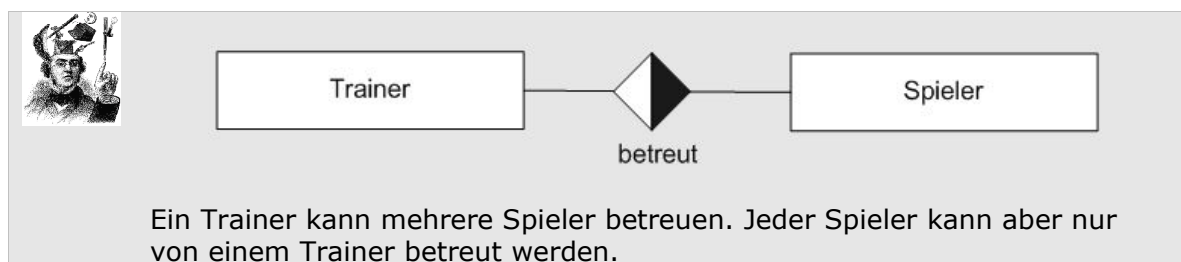 Trainer
Spieler
betreut
Ein Trainer kann mehrere Spieler betreuen. Jeder Spieler kann aber nur
von einem Trainer betreut werden.